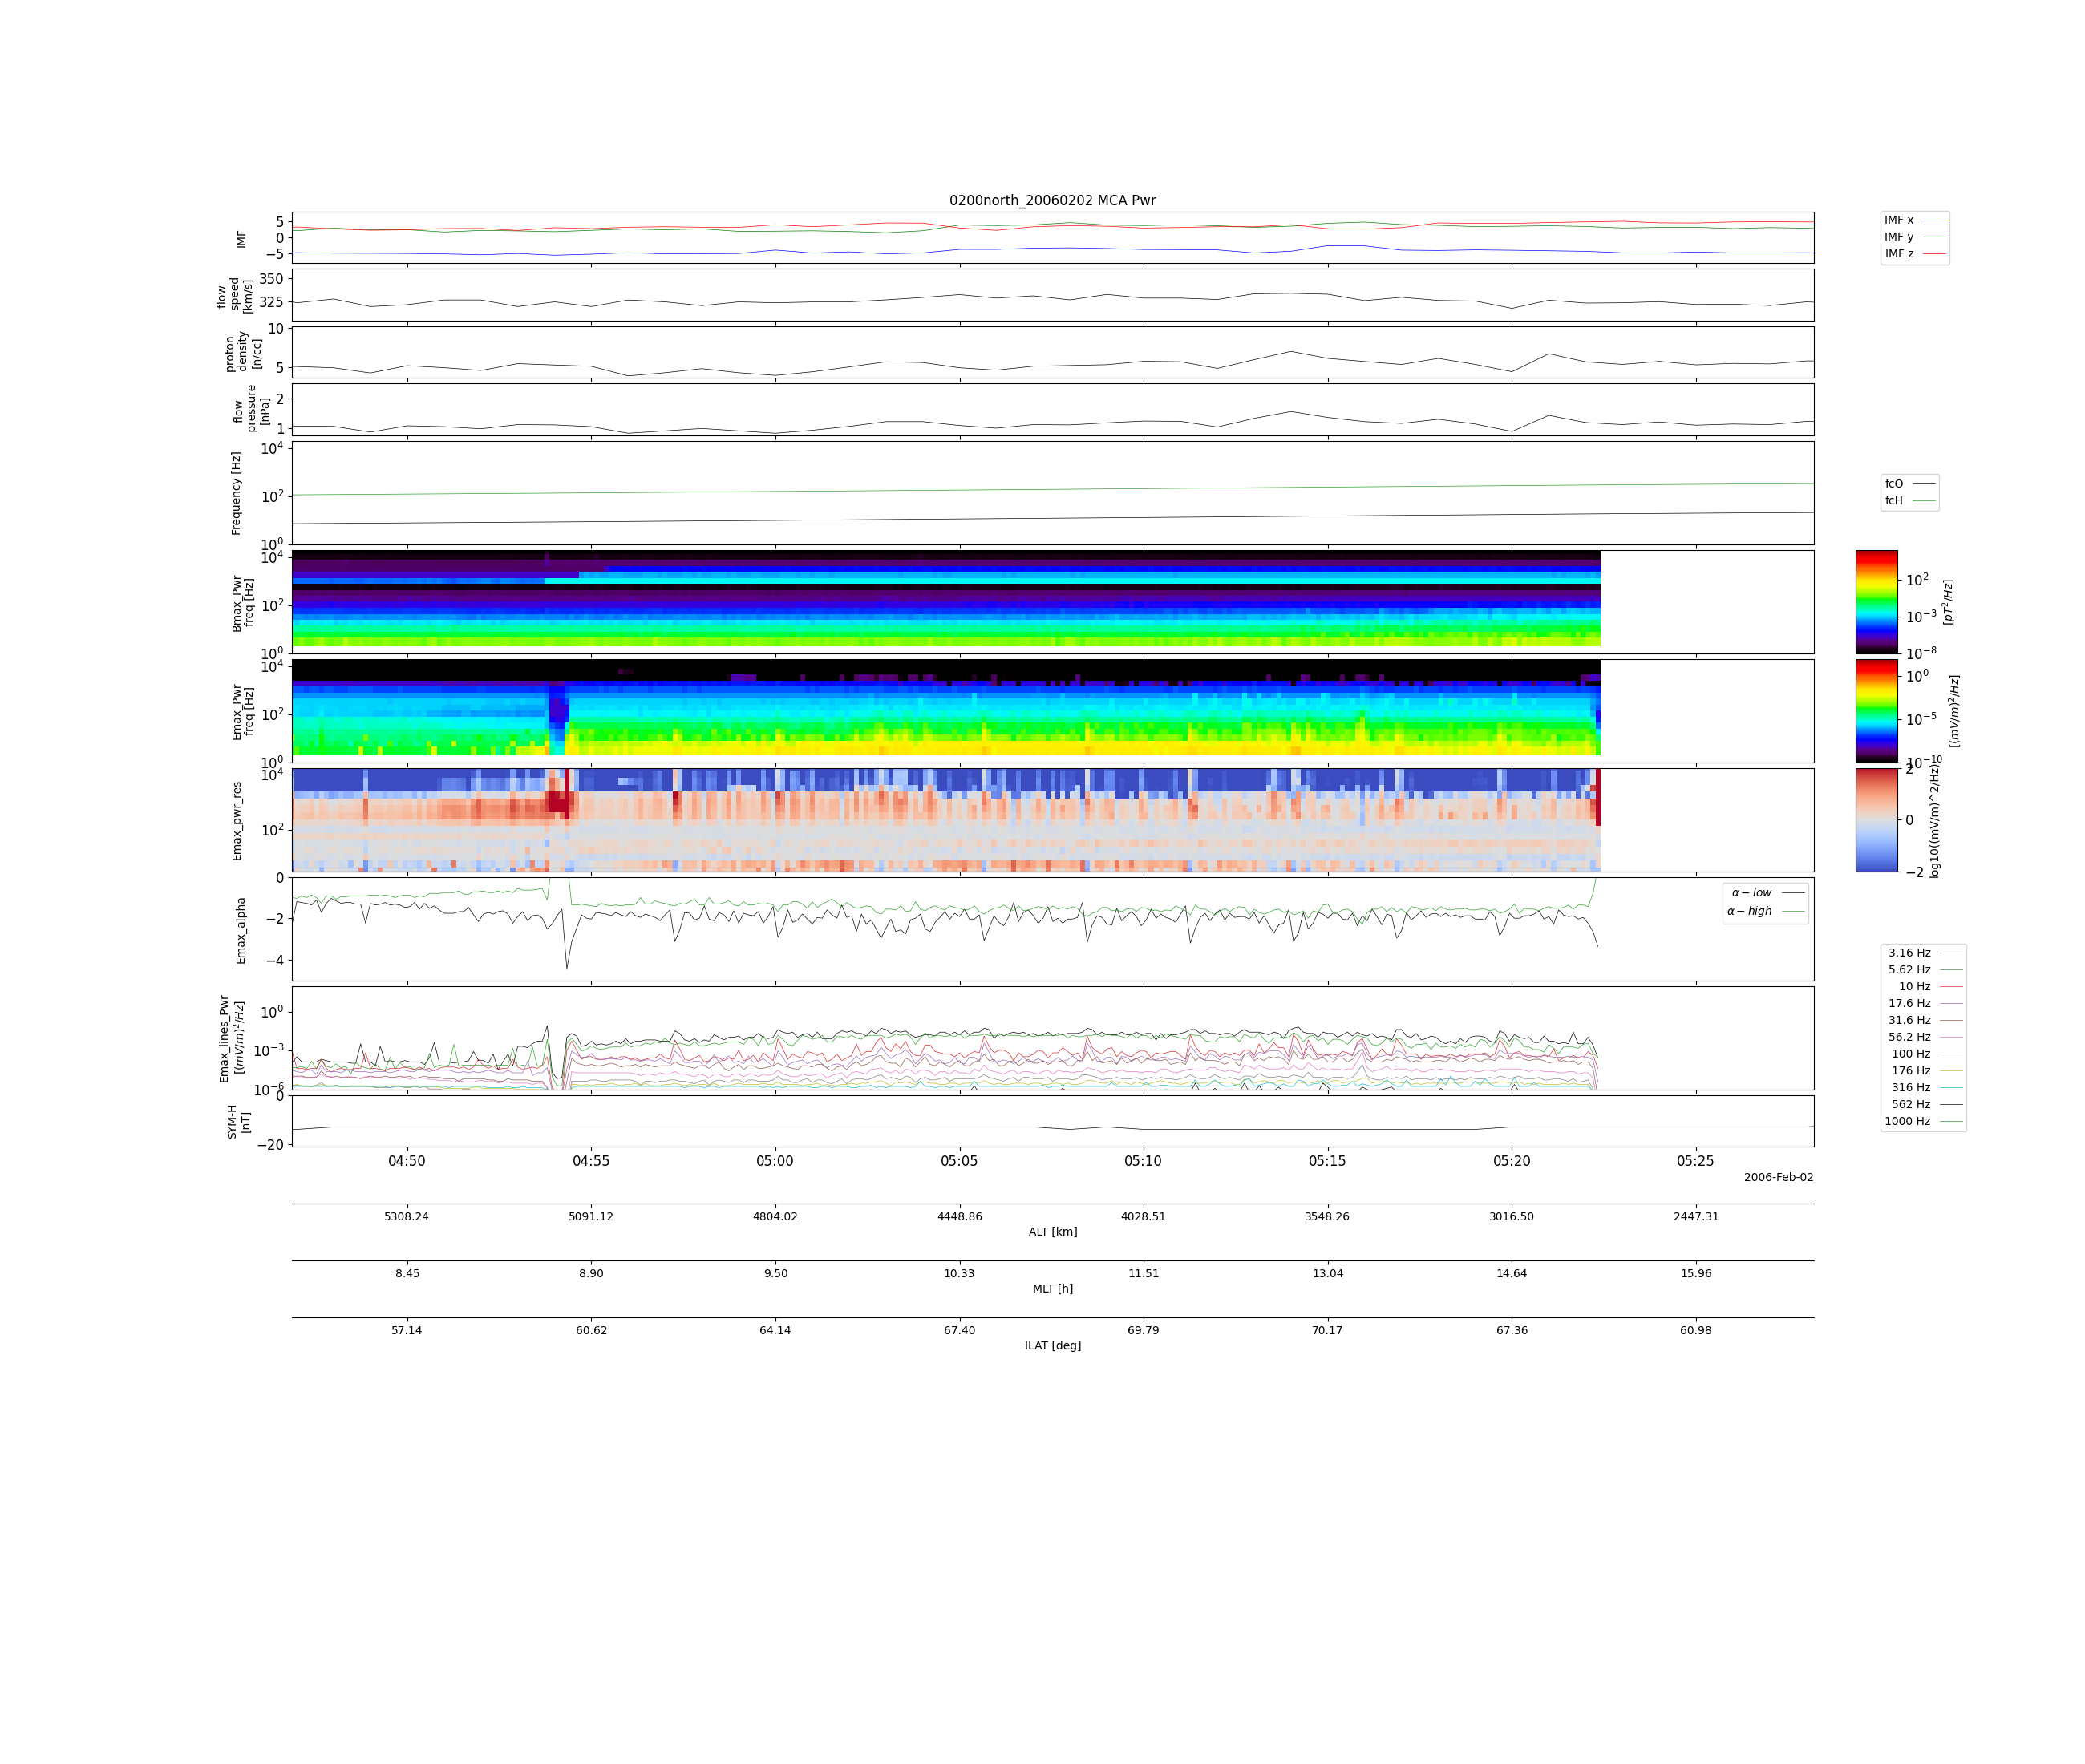 0200north_20060202 MCA Pwr
IMF
5
0
−5
IMF x
IMF y
IMF z
flow
speed
[km/s]
350
325
proton
density
[n/cc]
10
5
flow
pressure
[nPa]
2
1
Frequency [Hz]
10^4
10^2
10^0
fcO
fcH
Bmax_Pwr
freq [Hz]
10^4
10^2
10^0
10^2
10^−3
10^−8
[pT^2/Hz]
Emax_Pwr
freq [Hz]
10^4
10^2
10^0
10^0
10^−5
10^−10
[(mV/m)^2/Hz]
Emax_pwr_res
10^4
10^2
2
0
−2
log10((mV/m)^2/Hz)
Emax_alpha
0
−2
−4
α − low
α − high
Emax_lines_Pwr
[(mV/m)^2/Hz]
10^0
10^−3
10^−6
3.16 Hz
5.62 Hz
10 Hz
17.6 Hz
31.6 Hz
56.2 Hz
100 Hz
176 Hz
316 Hz
562 Hz
1000 Hz
SYM-H
[nT]
0
−20
04:50 04:55 05:00 05:05 05:10 05:15 05:20 05:25
2006-Feb-02
5308.24 5091.12 4804.02 4448.86 4028.51 3548.26 3016.50 2447.31
ALT [km]
8.45 8.90 9.50 10.33 11.51 13.04 14.64 15.96
MLT [h]
57.14 60.62 64.14 67.40 69.79 70.17 67.36 60.98
ILAT [deg]